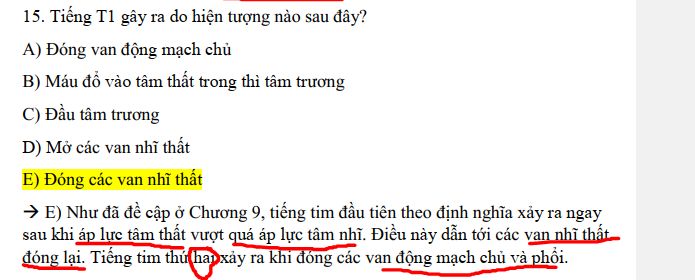 15. Tiếng T1 gây ra do hiện tượng nào sau đây?
A) Đóng van động mạch chủ
B) Máu đổ vào tâm thất trong thì tâm trương
C) Đầu tâm trương
D) Mở các van nhĩ thất
E) Đóng các van nhĩ thất
→ E) Như đã đề cập ở Chương 9, tiếng tim đầu tiên theo định nghĩa xảy ra ngay
sau khi áp lực tâm thất vượt quá áp lực tâm nhĩ. Điều này dẫn tới các van nhĩ thất
đóng lại. Tiếng tim thứ hai xảy ra khi đóng các van động mạch chủ và phổi.